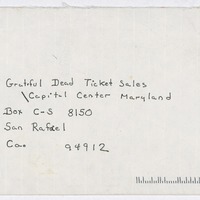 Grateful Dead Ticket Sales
\Capital Center Maryland
Box C-S 8150
San Rafael
Ca. 94912